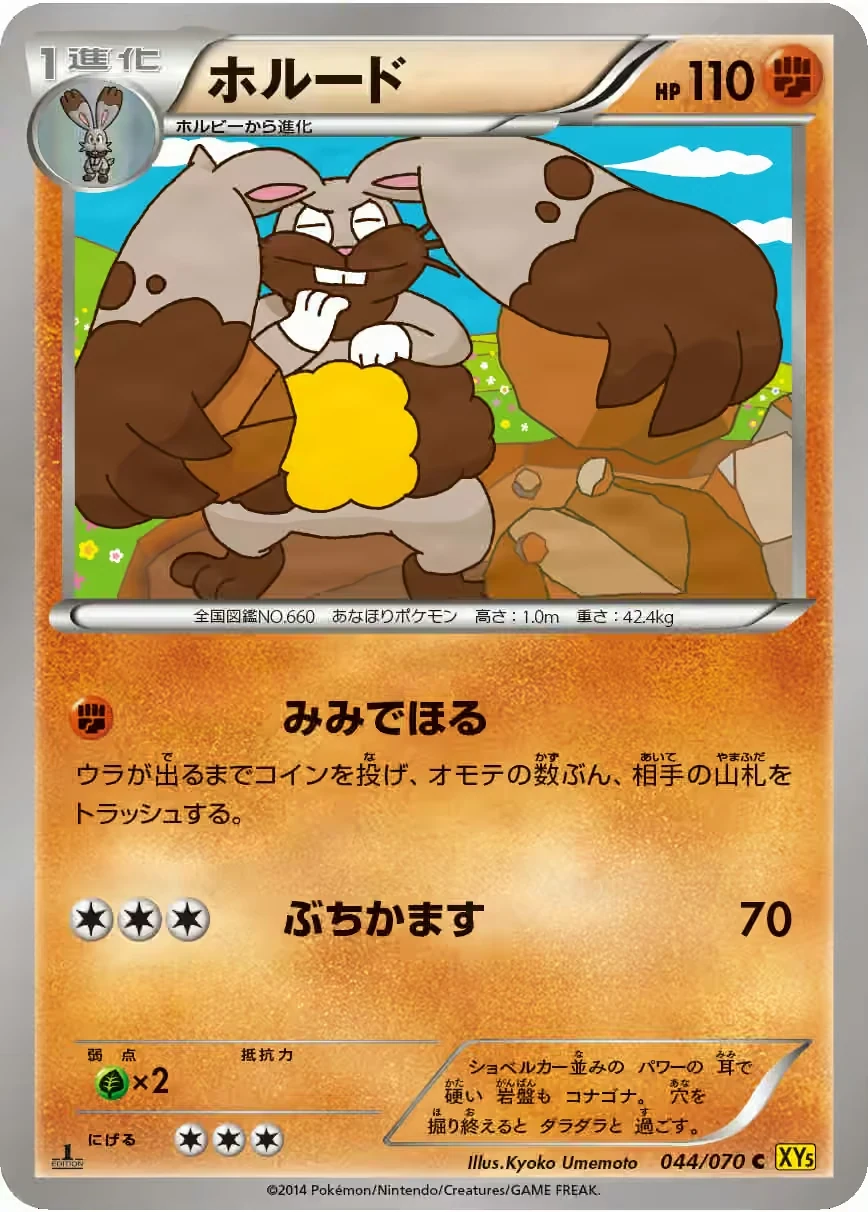 1進化
ホルード
HP 110
ホルビーから進化
全国図鑑NO.660 あなほりポケモン 高さ：1.0m 重さ：42.4kg
みみでほる
ウラが出るまでコインを投げ、オモテの数ぶん、相手の山札を
トラッシュする。
ぶちかます 70
弱点 抵抗力
×2
にげる
ショベルカー並みの パワーの 耳で
硬い 岩盤も コナゴナ。 穴を
掘り終えると ダラダラと 過ごす。
1 EDITION
Illus.Kyoko Umemoto 044/070 C XY5
©2014 Pokémon/Nintendo/Creatures/GAME FREAK.